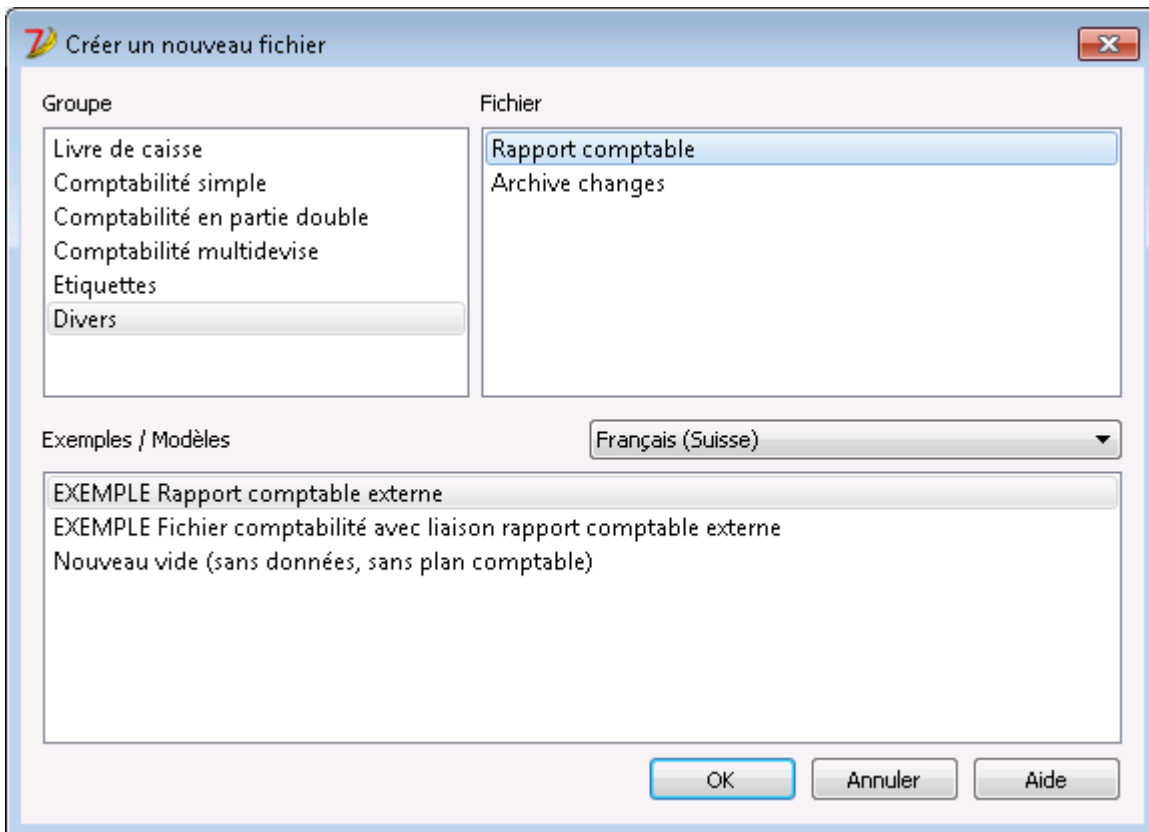 Créer un nouveau fichier
Groupe
Livre de caisse
Comptabilité simple
Comptabilité en partie double
Comptabilité multidevise
Etiquettes
Divers
Fichier
Rapport comptable
Archive changes
Exemples / Modèles
Français (Suisse)
EXEMPLE Rapport comptable externe
EXEMPLE Fichier comptabilité avec liaison rapport comptable externe
Nouveau vide (sans données, sans plan comptable)
OK
Annuler
Aide